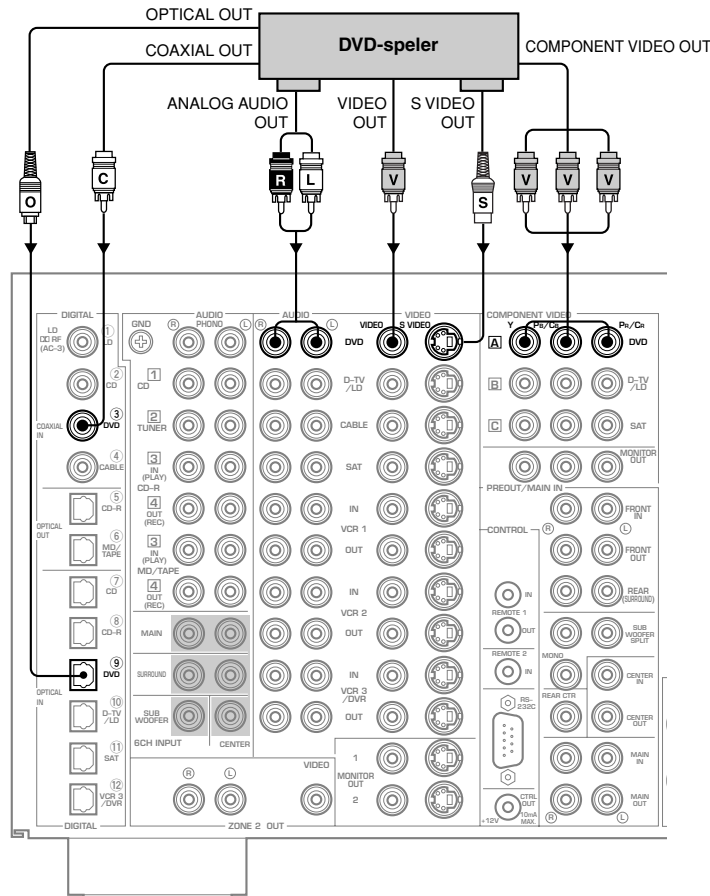 OPTICAL OUT
COAXIAL OUT
DVD-speler
COMPONENT VIDEO OUT
ANALOG AUDIO OUT
VIDEO OUT
S VIDEO OUT
O
C
R
L
V
S
V
V
V
DIGITAL
LD
RF
(AC-3)
① LD
② CD
③ DVD
COAXIAL IN
④ CABLE
⑤ CD-R
OPTICAL OUT
⑥ MD/TAPE
⑦ CD
⑧ CD-R
⑨ DVD
OPTICAL IN
⑩ D-TV/LD
⑪ SAT
⑫ VCR 3/DVR
DIGITAL
GND
AUDIO
R PHONO L
1 CD
2 TUNER
3 IN (PLAY)
CD-R
4 OUT (REC)
3 IN (PLAY)
MD/TAPE
4 OUT (REC)
MAIN
SURROUND
SUB WOOFER
6CH INPUT
CENTER
R L
VIDEO
ZONE 2 OUT
AUDIO
R L
VIDEO
VIDEO
S VIDEO
DVD
D-TV/LD
CABLE
SAT
IN
VCR 1
OUT
IN
VCR 2
OUT
IN
VCR 3/DVR
OUT
1
MONITOR OUT
2
COMPONENT VIDEO
Y PB/CB PR/CR
A DVD
B D-TV/LD
C SAT
MONITOR OUT
PREOUT/MAIN IN
FRONT IN
R L
FRONT OUT
REAR (SURROUND)
SUB WOOFER SPLIT
MONO
CENTER IN
REAR CTR
CENTER OUT
MAIN IN
MAIN OUT
R L
CONTROL
IN
REMOTE 1
OUT
REMOTE 2
IN
RS-232C
CTRL OUT
+12V
10mA MAX.